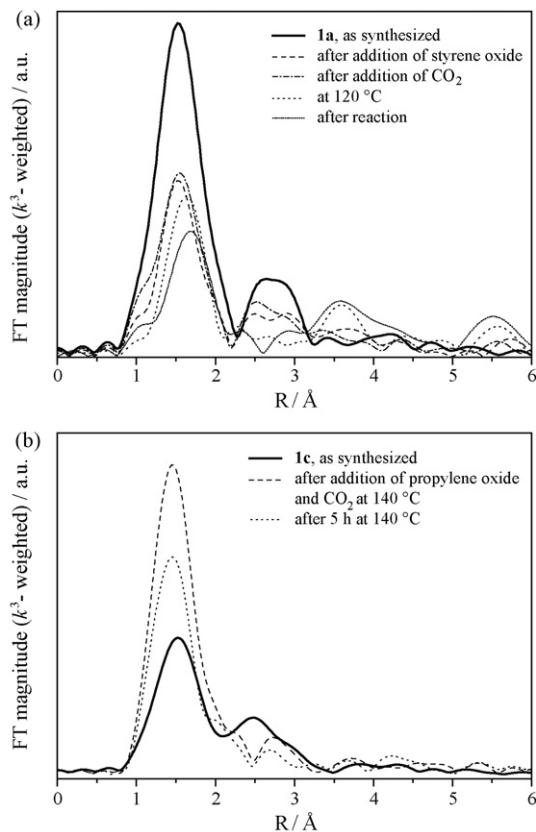 (a)
1a, as synthesized
after addition of styrene oxide
after addition of CO₂
at 120 °C
after reaction
FT magnitude (k³- weighted) / a.u.
0 1 2 3 4 5 6
R / Å
(b)
1c, as synthesized
after addition of propylene oxide
and CO₂ at 140 °C
after 5 h at 140 °C
FT magnitude (k³- weighted) / a.u.
0 1 2 3 4 5 6
R / Å